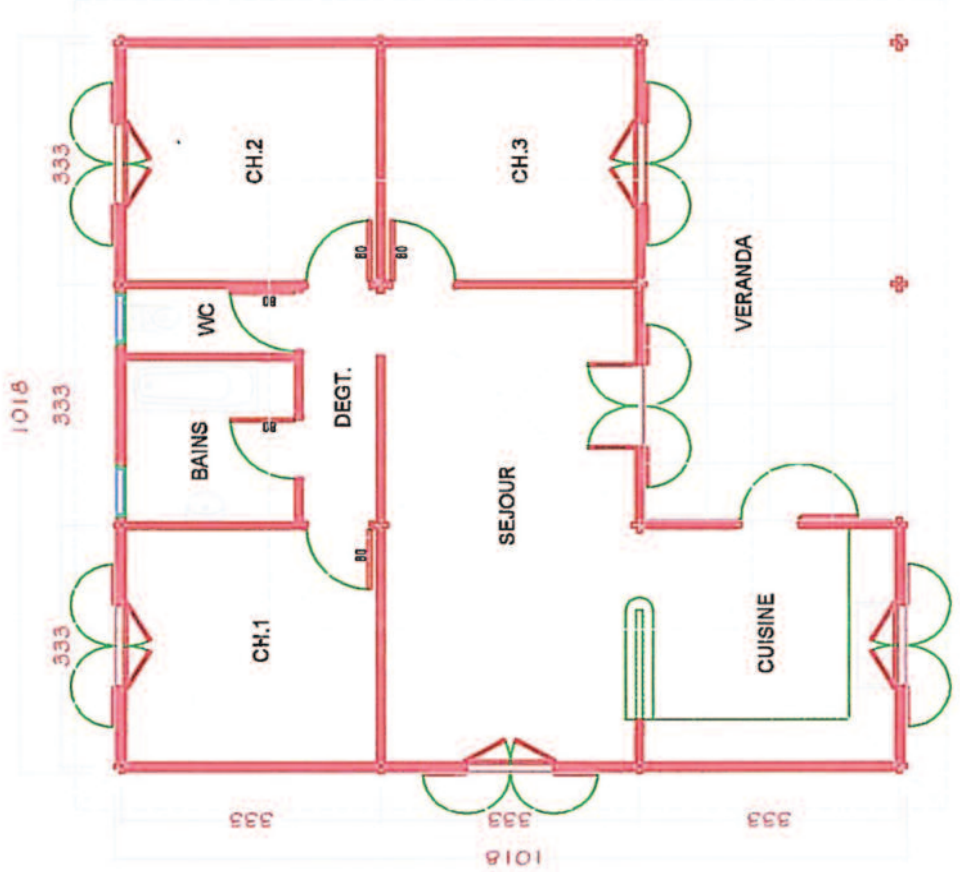 1018
333
333
333
CH.2
CH.3
80
80
80
WC
VERANDA
DEGT.
BAINS
80
SEJOUR
80
CH.1
CUISINE
333
333
333
1018